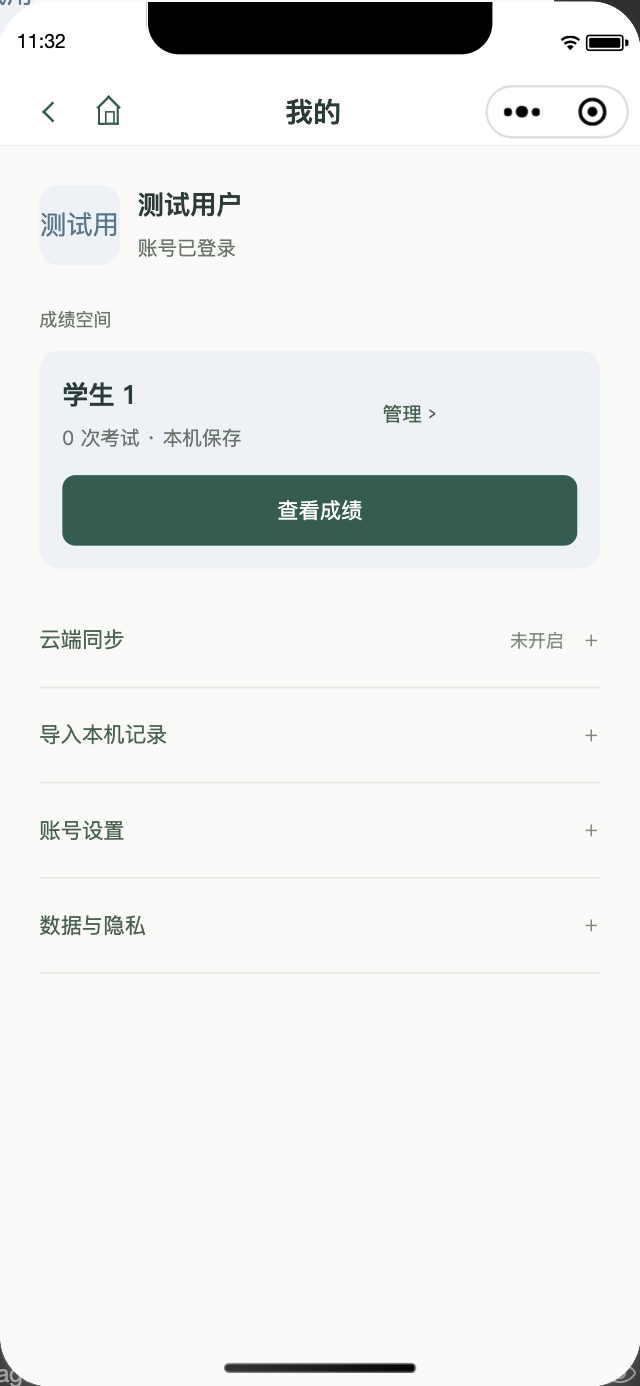 11:32
我的
测试用
测试用户
账号已登录
成绩空间
学生 1
0 次考试 · 本机保存
管理 >
查看成绩
云端同步
未开启 +
导入本机记录 +
账号设置 +
数据与隐私 +